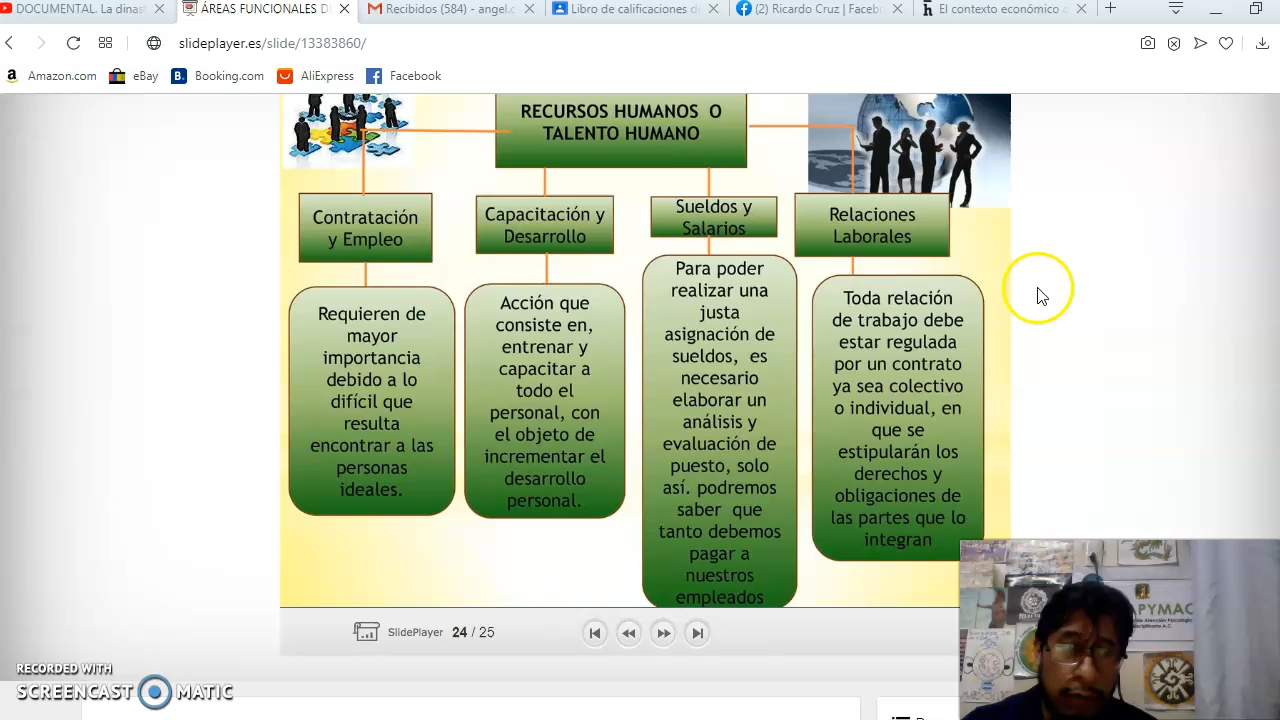 DOCUMENTAL. La dinast
ÁREAS FUNCIONALES D
Recibidos (584) - angel.c
Libro de calificaciones d
(2) Ricardo Cruz | Faceb
El contexto económico
slideplayer.es/slide/13383860/
Amazon.com
eBay
Booking.com
AliExpress
Facebook
RECURSOS HUMANOS O
TALENTO HUMANO
Contratación
y Empleo
Capacitación y
Desarrollo
Sueldos y
Salarios
Relaciones
Laborales
Requieren de
mayor
importancia
debido a lo
difícil que
resulta
encontrar a las
personas
ideales.
Acción que
consiste en,
entrenar y
capacitar a
todo el
personal, con
el objeto de
incrementar el
desarrollo
personal.
Para poder
realizar una
justa
asignación de
sueldos, es
necesario
elaborar un
análisis y
evaluación de
puesto, solo
así. podremos
saber que
tanto debemos
pagar a
nuestros
empleados
Toda relación
de trabajo debe
estar regulada
por un contrato
ya sea colectivo
o individual, en
que se
estipularán los
derechos y
obligaciones de
las partes que lo
integran
SlidePlayer 24 / 25
PYMAC
RECORDED WITH
SCREENCAST MATIC